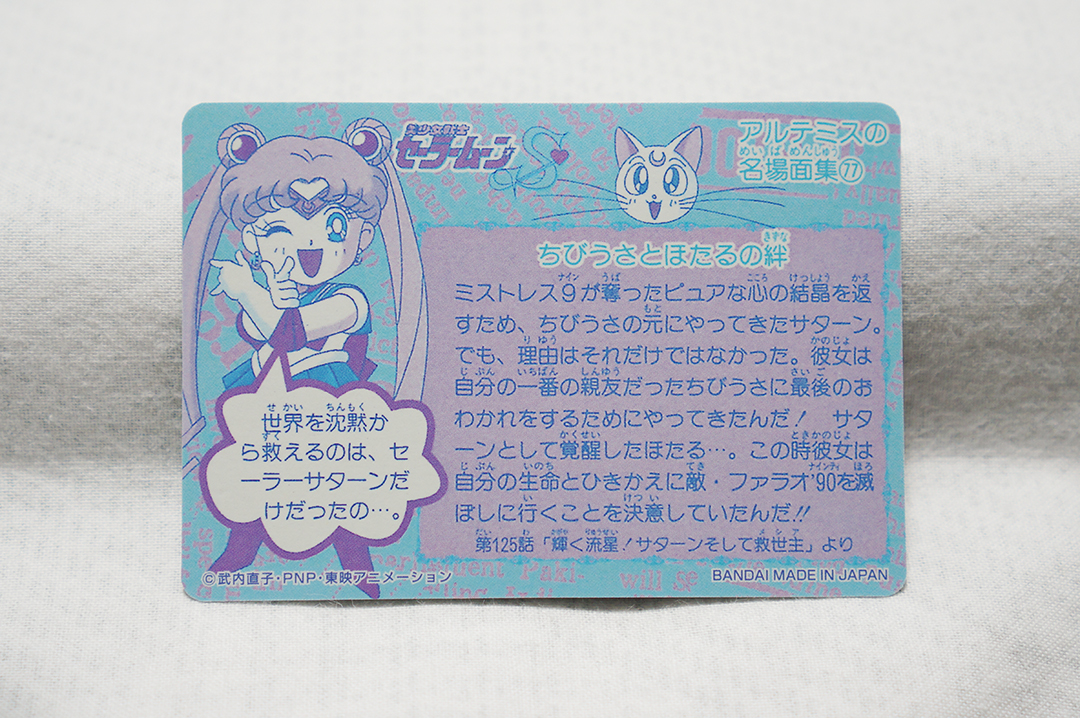 美少女戦士
セーラームーン S
アルテミスの
名場面集77
ちびうさとほたるの絆
ミストレス9が奪ったピュアな心の結晶を返
すため、ちびうさの元にやってきたサターン。
でも、理由はそれだけではなかった。彼女は
自分の一番の親友だったちびうさに最後のお
わかれをするためにやってきたんだ! サタ
ーンとして覚醒したほたる…。この時彼女は
自分の生命とひきかえに敵・ファラオ'90を滅
ぼしに行くことを決意していたんだ!!
第125話「輝く流星!サターンそして救世主」より
世界を沈黙か
ら救えるのは、セ
ーラーサターンだ
けだったの…。
©武内直子・PNP・東映アニメーション
BANDAI MADE IN JAPAN